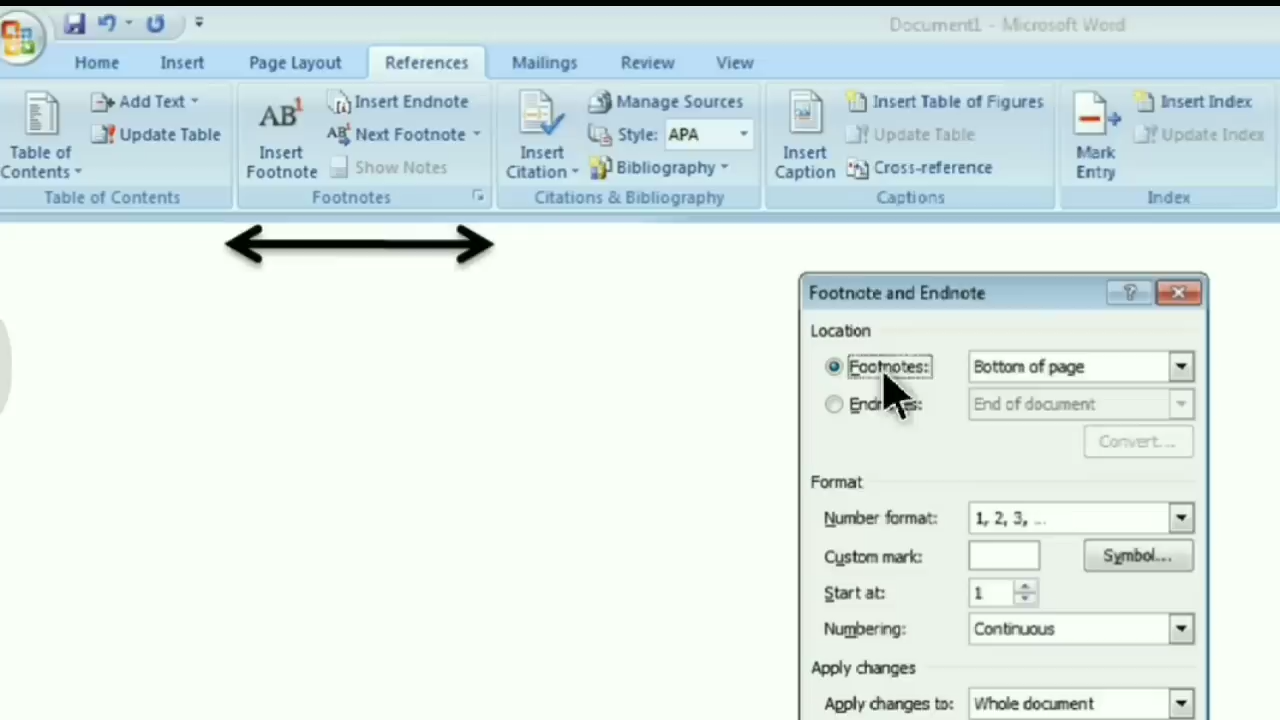 Document1 - Microsoft Word
Home Insert Page Layout References Mailings Review View
Table of Contents
Add Text
Update Table
Table of Contents
AB1
Insert Footnote
Insert Endnote
AB1 Next Footnote
Show Notes
Footnotes
Insert Citation
Manage Sources
Style: APA
Bibliography
Citations & Bibliography
Insert Caption
Insert Table of Figures
Update Table
Cross-reference
Captions
Mark Entry
Insert Index
Update Index
Index
Footnote and Endnote
Location
Footnotes: Bottom of page
End of document
Convert...
Format
Number format: 1, 2, 3, ...
Custom mark: Symbol...
Start at: 1
Numbering: Continuous
Apply changes
Apply changes to: Whole document